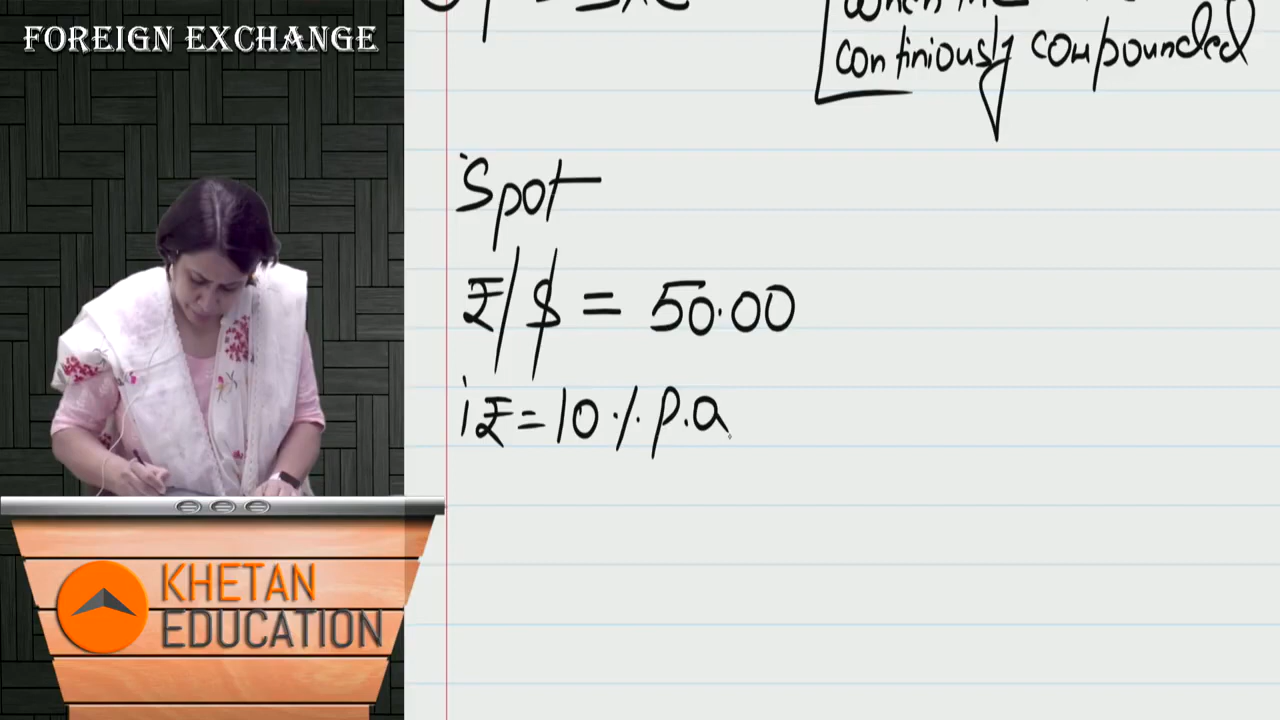 FOREIGN EXCHANGE
continiously compounded
Spot
₹/$ = 50.00
i₹ = 10% p.a
KHETAN
EDUCATION